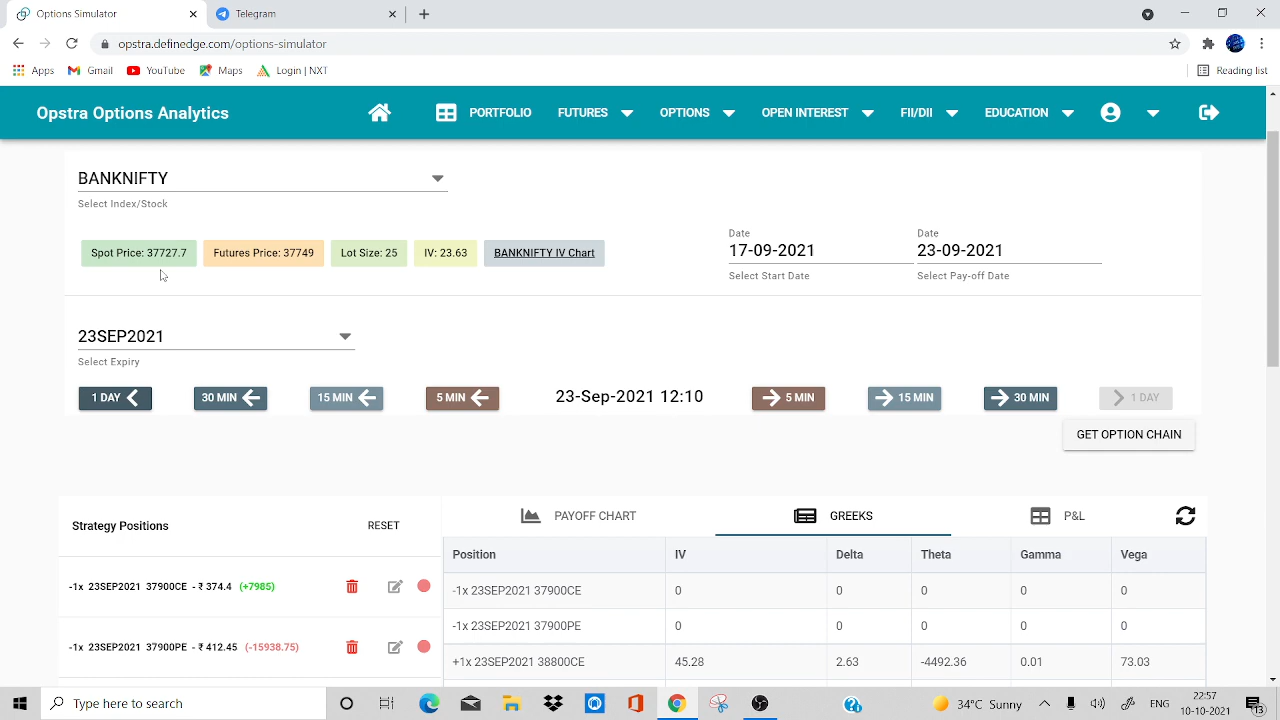 Options Simulator
Telegram
opstra.definedge.com/options-simulator
Apps Gmail YouTube Maps Login | NXT Reading list
Opstra Options Analytics PORTFOLIO FUTURES OPTIONS OPEN INTEREST FII/DII EDUCATION
BANKNIFTY
Select Index/Stock
Spot Price: 37727.7 Futures Price: 37749 Lot Size: 25 IV: 23.63 BANKNIFTY IV Chart
Date Date
17-09-2021 23-09-2021
Select Start Date Select Pay-off Date
23SEP2021
Select Expiry
1 DAY 30 MIN 15 MIN 5 MIN 23-Sep-2021 12:10 5 MIN 15 MIN 30 MIN 1 DAY
GET OPTION CHAIN
Strategy Positions RESET
PAYOFF CHART GREEKS P&L
Position IV Delta Theta Gamma Vega
-1x 23SEP2021 37900CE - ₹ 374.4 (+7985)
-1x 23SEP2021 37900CE 0 0 0 0 0
-1x 23SEP2021 37900PE 0 0 0 0 0
-1x 23SEP2021 37900PE - ₹ 412.45 (-15938.75)
+1x 23SEP2021 38800CE 45.28 2.63 -4492.36 0.01 73.03
Type here to search
34°C Sunny
22:57
10-10-2021
13